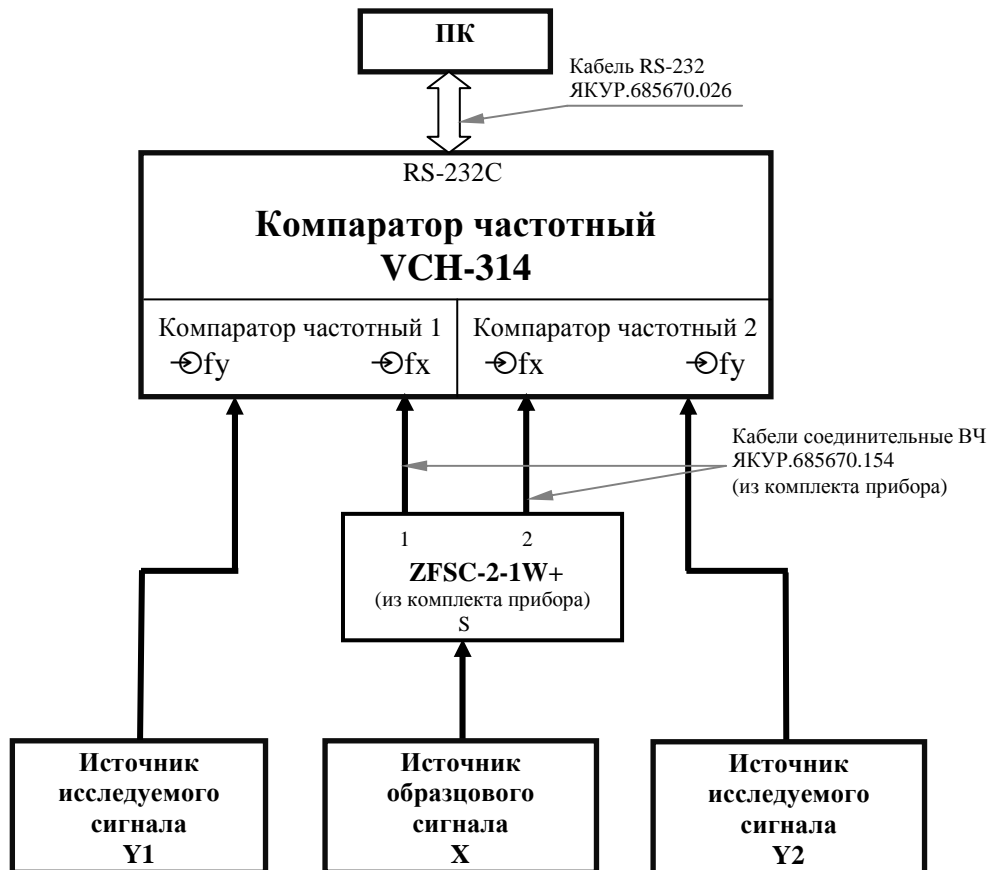 ПК
Кабель RS-232
ЯКУР.685670.026
RS-232C
Компаратор частотный
VCH-314
Компаратор частотный 1
fy
fx
Компаратор частотный 2
fx
fy
Кабели соединительные ВЧ
ЯКУР.685670.154
(из комплекта прибора)
1
2
ZFSC-2-1W+
(из комплекта прибора)
S
Источник
исследуемого
сигнала
Y1
Источник
образцового
сигнала
X
Источник
исследуемого
сигнала
Y2